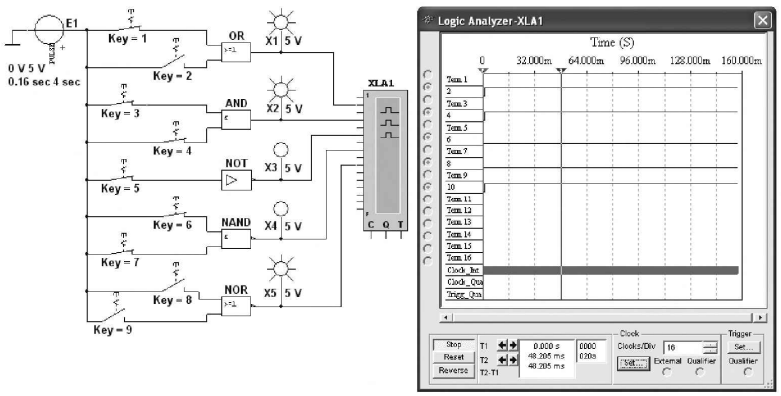 E1
PULSE
+
0 V 5 V
0.16 sec 4 sec
Key = 1
Key = 2
OR
>=1
X1 5 V
Key = 3
Key = 4
AND
&
X2 5 V
Key = 5
NOT
X3 5 V
Key = 6
Key = 7
NAND
&
X4 5 V
Key = 8
Key = 9
NOR
>=1
X5 5 V
XLA1
1
F
C Q T
Logic Analyzer-XLA1
Time (S)
0 32.000m 64.000m 96.000m 128.000m 160.000m
Term.1
2
Term.3
4
Term.5
6
Term.7
8
Term.9
10
Term.11
Term.12
Term.13
Term.14
Term.15
Term.16
Clock_Int
Clock_Qua
Trigg_Qua
Stop
Reset
Reverse
T1
T2
T2-T1
0.000 s
48.205 ms
48.205 ms
0000
020a
Clock
Clocks/Div 16
Set...
External
Qualifier
Trigger
Set...
Qualifier